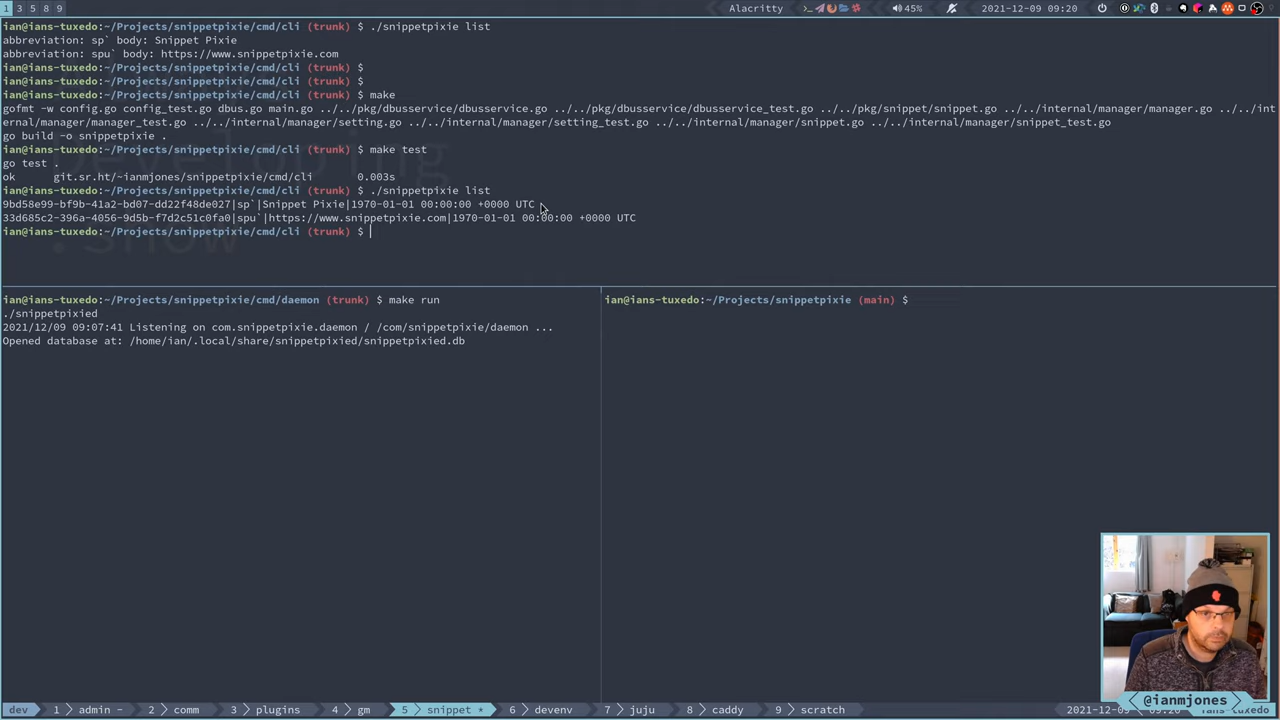 1 3 5 8 9
Alacritty
45%
2021-12-09 09:20
ian@ians-tuxedo:~/Projects/snippetpixie/cmd/cli (trunk) $ ./snippetpixie list
abbreviation: sp` body: Snippet Pixie
abbreviation: spu` body: https://www.snippetpixie.com
ian@ians-tuxedo:~/Projects/snippetpixie/cmd/cli (trunk) $
ian@ians-tuxedo:~/Projects/snippetpixie/cmd/cli (trunk) $
ian@ians-tuxedo:~/Projects/snippetpixie/cmd/cli (trunk) $ make
gofmt -w config.go config_test.go dbus.go main.go ../../pkg/dbusservice/dbusservice.go ../../pkg/dbusservice/dbusservice_test.go ../../pkg/snippet/snippet.go ../../internal/manager/manager.go ../../int
ernal/manager/manager_test.go ../../internal/manager/setting.go ../../internal/manager/setting_test.go ../../internal/manager/snippet.go ../../internal/manager/snippet_test.go
go build -o snippetpixie .
ian@ians-tuxedo:~/Projects/snippetpixie/cmd/cli (trunk) $ make test
go test .
ok git.sr.ht/~ianmjones/snippetpixie/cmd/cli 0.003s
ian@ians-tuxedo:~/Projects/snippetpixie/cmd/cli (trunk) $ ./snippetpixie list
9bd58e99-bf9b-41a2-bd07-dd22f48de027|sp`|Snippet Pixie|1970-01-01 00:00:00 +0000 UTC
33d685c2-396a-4056-9d5b-f7d2c51c0fa0|spu`|https://www.snippetpixie.com|1970-01-01 00:00:00 +0000 UTC
ian@ians-tuxedo:~/Projects/snippetpixie/cmd/cli (trunk) $
Developing
.show
ian@ians-tuxedo:~/Projects/snippetpixie/cmd/daemon (trunk) $ make run
./snippetpixied
2021/12/09 09:07:41 Listening on com.snippetpixie.daemon / /com/snippetpixie/daemon ...
Opened database at: /home/ian/.local/share/snippetpixied/snippetpixied.db
ian@ians-tuxedo:~/Projects/snippetpixie (main) $
@ianmjones
dev 1 admin - 2 comm 3 plugins 4 gm 5 snippet * 6 devenv 7 juju 8 caddy 9 scratch 2021-12-09